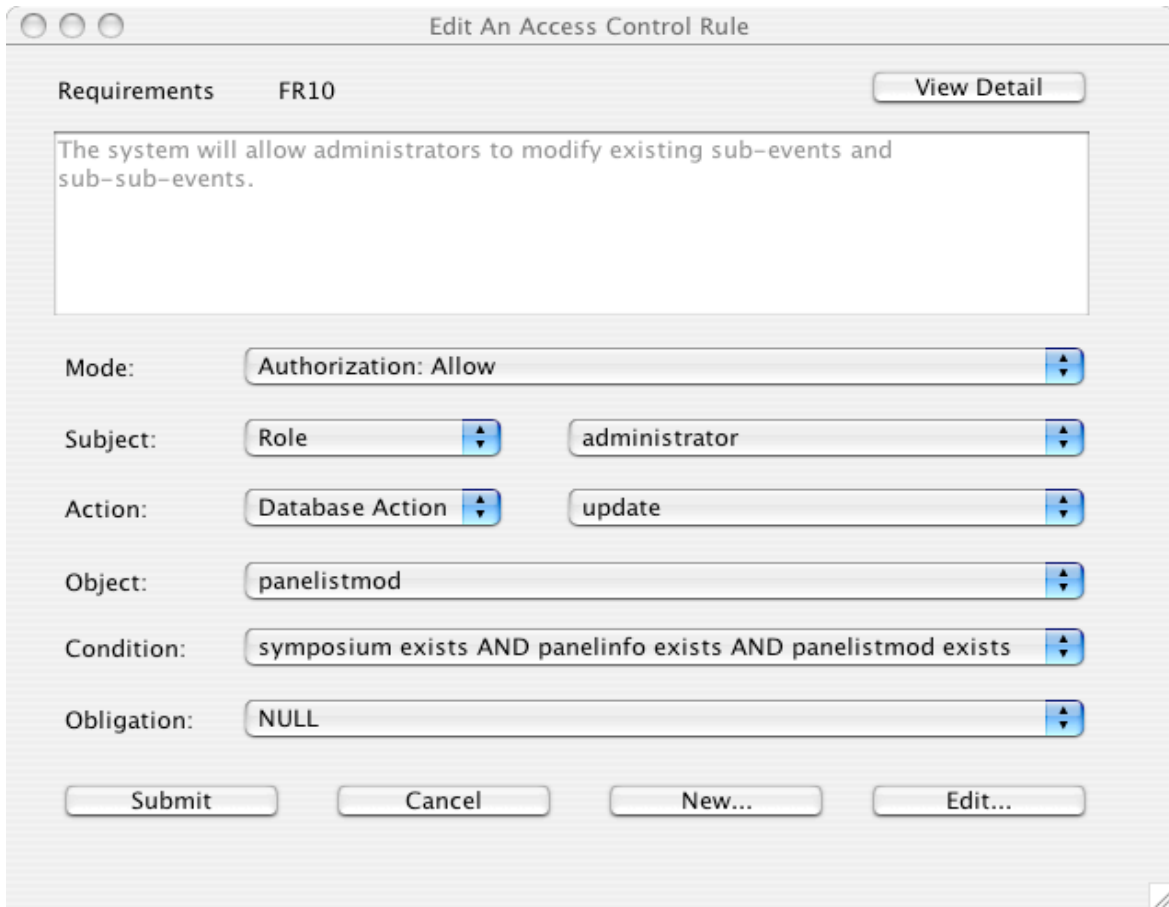 Edit An Access Control Rule
Requirements FR10 View Detail
The system will allow administrators to modify existing sub-events and
sub-sub-events.
Mode: Authorization: Allow
Subject: Role administrator
Action: Database Action update
Object: panelistmod
Condition: symposium exists AND panelinfo exists AND panelistmod exists
Obligation: NULL
Submit Cancel New... Edit...